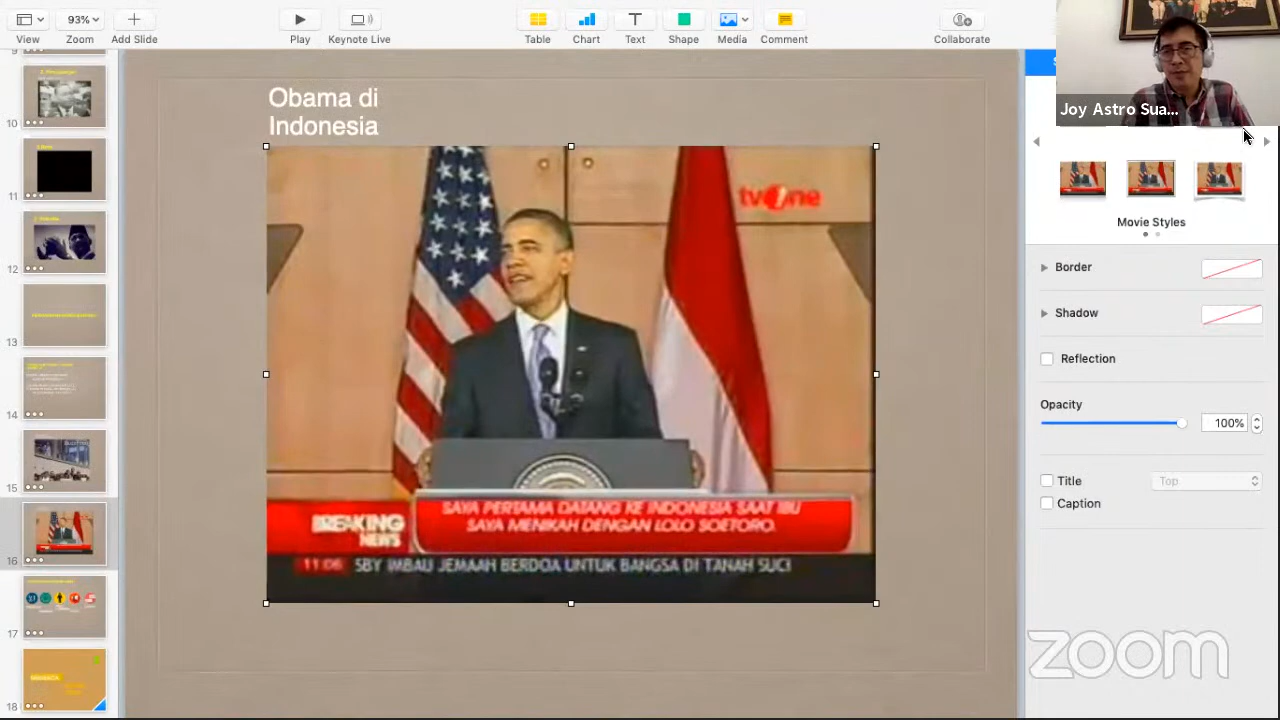 93%
View
Zoom
Add Slide
Play
Keynote Live
Table
Chart
Text
Shape
Media
Comment
Collaborate
Joy Astro Sua...
10
11
12
13
14
15
16
17
18
Obama di
Indonesia
tvOne
SAYA PERTAMA DATANG KE INDONESIA SAAT IBU
SAYA MENIKAH DENGAN LOLO SOETORO.
BREAKING
NEWS
11:06 SBY IMBAU JEMAAH BERDOA UNTUK BANGSA DI TANAH SUCI
Movie Styles
Border
Shadow
Reflection
Opacity
100%
Title
Top
Caption
zoom